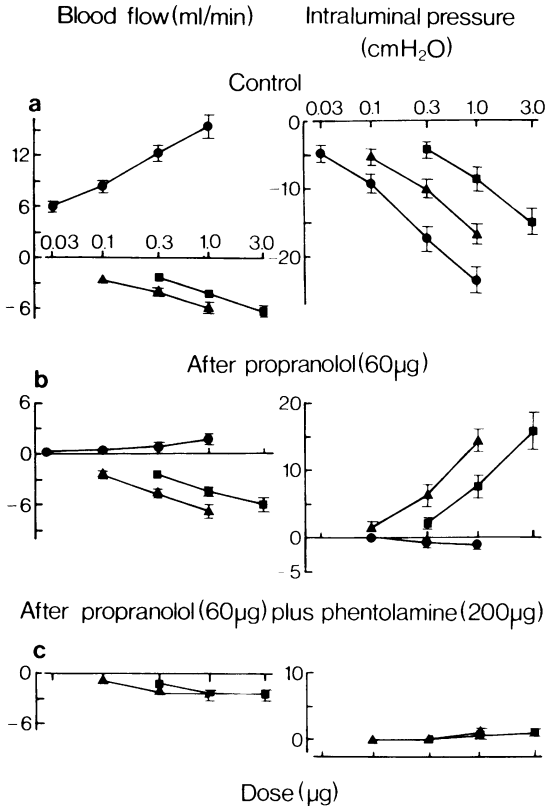 Blood flow(ml/min) Intraluminal pressure
(cmH₂O)
Control
a
12
6
0
-6
0.03 0.1 0.3 1.0 3.0
0.03 0.1 0.3 1.0 3.0
0
-10
-20
After propranolol(60µg)
b
6
0
-6
20
10
0
-5
After propranolol(60µg)plus phentolamine(200µg)
c
0
-6
10
0
Dose(µg)